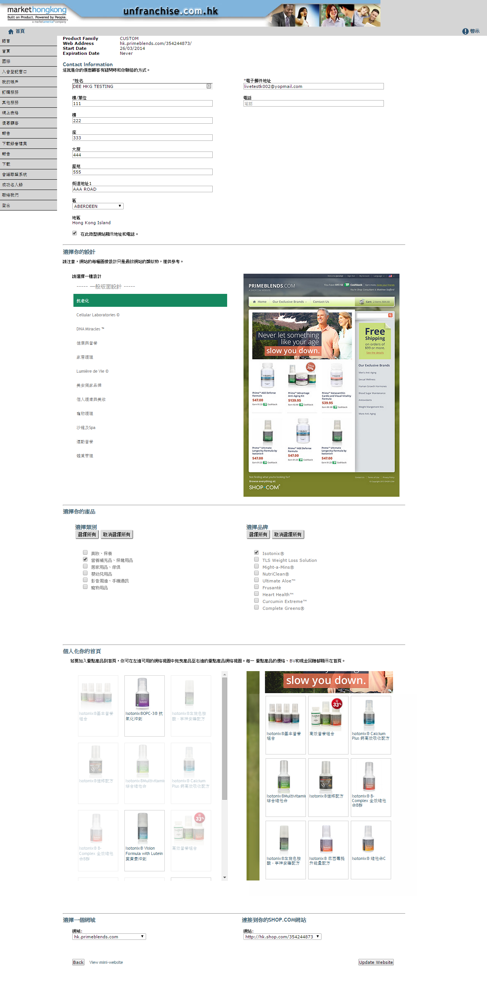 markethongkong
Built on Product. Powered by People.
a marketamerica™company
unfranchise.com.hk
首頁
警示
語言
首頁
國際
入會登記窗口
我的帳戶
訂購服務
其他服務
網上表格
優惠顧客
報告
下載錄音檔案
報告
下載
會議聯盟系統
成功名人錄
聯絡我們
登出
Product Family CUSTOM
Web Address hk.primeblends.com/354244873/
Start Date 26/03/2014
Expiration Date Never
Contact Information
這就是你的優惠顧客有疑問時和你聯絡的方式。
*姓名
DEE HKG TESTING
*電子郵件地址
livetestk002@yopmail.com
樓/單位
111
電話
電話
樓
222
座
333
大廈
444
屋苑
555
街道地址1
AAA ROAD
區
ABERDEEN
地區
Hong Kong Island
在此微型網站顯示地址和電話。
選擇你的設計
請注意，網站的每幅圖像設計只是最終網站的類似物，僅供參考。
請選擇一種設計
----- 一般版面設計 -----
抗老化
Cellular Laboratories ©
DNA Miracles ™
健康與營養
家居護理
Lumière de Vie ©
美安獨家品牌
個人護膚與美妝
寵物護理
沙龍及Spa
運動營養
體重管理
Welcome Jeremy! Sign Out My Account Language
PRIMEBLENDS.COM
A SHOP.COM WEBSITE
You have $17.12 Cashback Earn more, invite your friends
You're Shop Consultant is Matthew Stafford
Home Our Exclusive Brands Contact Us
Cart: 2 items $84.68
Never let something
like your age
slow you down.
Free
Shipping
on orders of
$99 or more.
See the details
Our Exclusive Brands
Men's Anti-Aging
Sexual Wellness
Human Growth Hormones
Blood Sugar Maintenance
Antioxidants
Weight Mangement Kits
More Anti-Aging
Save
39%
Prime™ AGE Defense
Formula
$47.00
Earn $1.23 Cashback
Prime™ Advantage
Anti-Aging Kit
$139.95
Earn $2.80 Cashback
Prime™ Astaxanthin
Cardio and Visual Vitality
Formula
$39.95
Earn $0.80 Cashback
Prime™ Ultimate
Longevity Formula by
Isotonix®
$47.00
Earn $1.23 Cashback
Prime™ AGE Defense
Formula
$47.00
Earn $1.23 Cashback
Prime™ Ultimate
Longevity Formula by
Isotonix®
$47.00
Earn $1.23 Cashback
Not finding what you're looking for?
Browse everything at:
SHOP•COM
Contact Us Terms of Use Privacy Policy
© Copyright 2013 SHOP.COM
選擇你的產品
選擇類別
選擇所有 取消選擇所有
美妝、保養
營養補充品、保健用品
居家用品、傢俱
嬰幼兒用品
影音周邊、手機通訊
寵物用品
選擇品牌
選擇所有 取消選擇所有
Isotonix®
TLS Weight Loss Solution
Might-a-Mins®
NutriClean®
Ultimate Aloe™
Frusantè
Heart Health™
Curcumin Extreme™
Complete Greens®
個人化你的首頁
若要加入重點產品到首頁，你可在左邊可用的網格視圖中拖曳產品至右邊的重點產品網格視圖。每一 重點產品的價格、BV和現金回贈都顯示在首頁。
Isotonix®基本營養
組合
Isotonix®OPC-3® 抗
氧化沖劑
Isotonix®左旋色胺
酸 - 寧神安睡配方
Isotonix®健將配方
Isotonix®Multivitamin
綜合維他命
Isotonix® Calcium
Plus 鈣高效吸收配方
Isotonix® B-
Complex 全效維他
命B群
Isotonix® Vision
Formula with Lutein
葉黃素沖劑
省
33%
高效營養組合
slow you down.
Isotonix®基本營養
組合
省
33%
高效營養組合
Isotonix® Calcium
Plus 鈣高效吸收配方
Isotonix®Multivitamin
綜合維他命
Isotonix®健將配方
Isotonix® B-
Complex 全效維他
命B群
Isotonix®左旋色胺
酸 - 寧神安睡配方
Isotonix® 巴西莓提
升能量配方
Isotonix® 維他命C
選擇一個網域
網域:
hk.primeblends.com
連接到你的SHOP.COM網站
網站:
http://hk.shop.com/354244873
Back View mini-website
Update Website